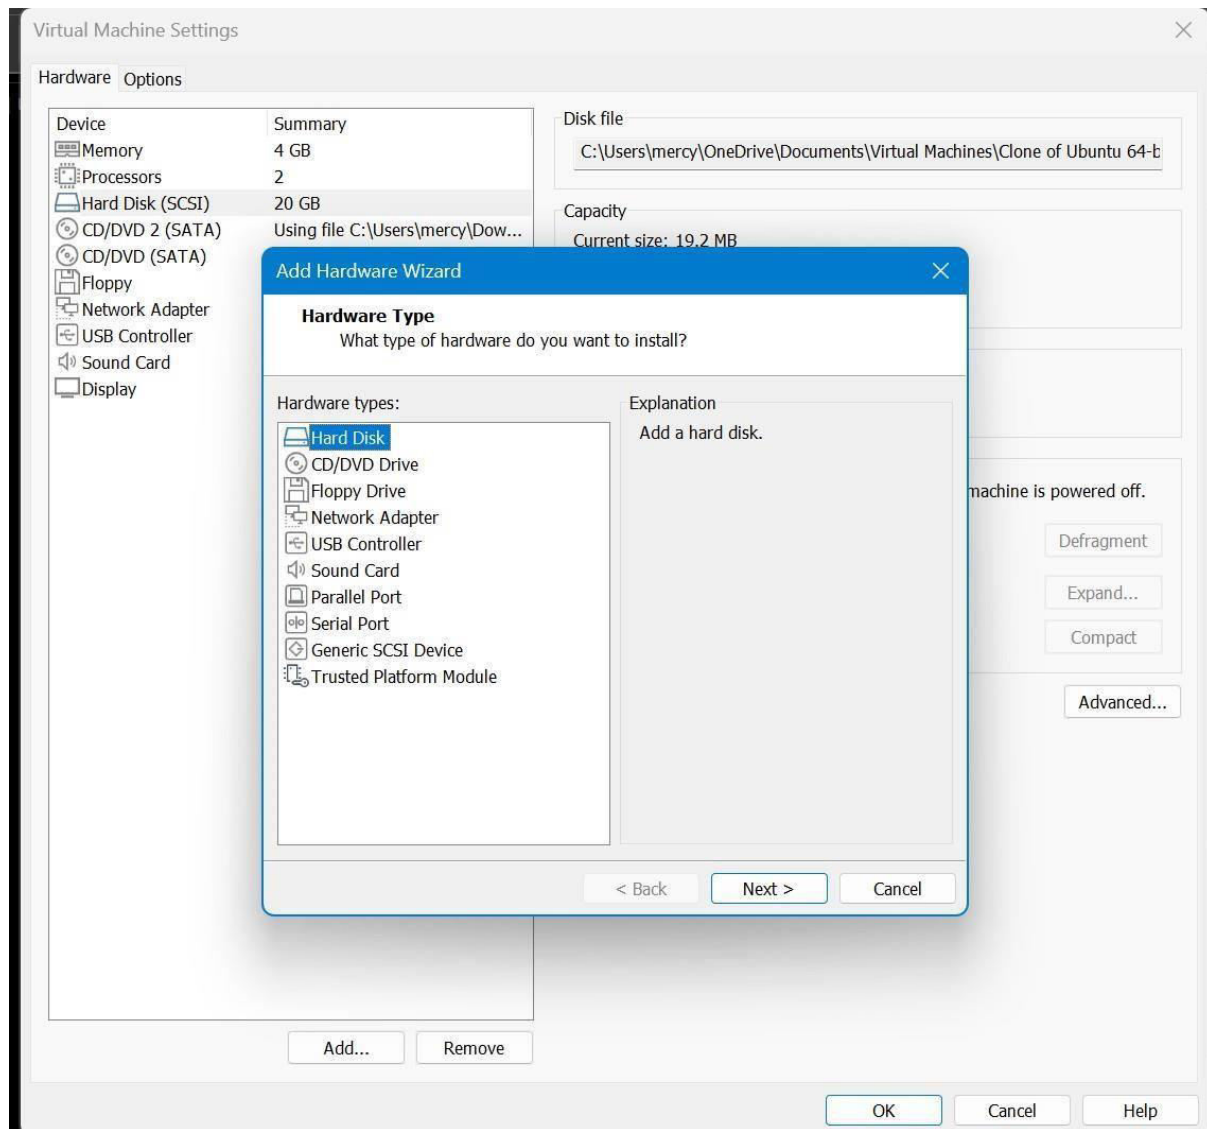 Virtual Machine Settings
Hardware Options
Device Summary
Memory 4 GB
Processors 2
Hard Disk (SCSI) 20 GB
CD/DVD 2 (SATA) Using file C:\Users\mercy\Dow...
CD/DVD (SATA)
Floppy
Network Adapter
USB Controller
Sound Card
Display
Disk file
C:\Users\mercy\OneDrive\Documents\Virtual Machines\Clone of Ubuntu 64-b
Capacity
Current size: 19.2 MB
Add Hardware Wizard
Hardware Type
What type of hardware do you want to install?
Hardware types:
Hard Disk
CD/DVD Drive
Floppy Drive
Network Adapter
USB Controller
Sound Card
Parallel Port
Serial Port
Generic SCSI Device
Trusted Platform Module
Explanation
Add a hard disk.
< Back Next > Cancel
machine is powered off.
Defragment
Expand...
Compact
Advanced...
Add... Remove
OK Cancel Help